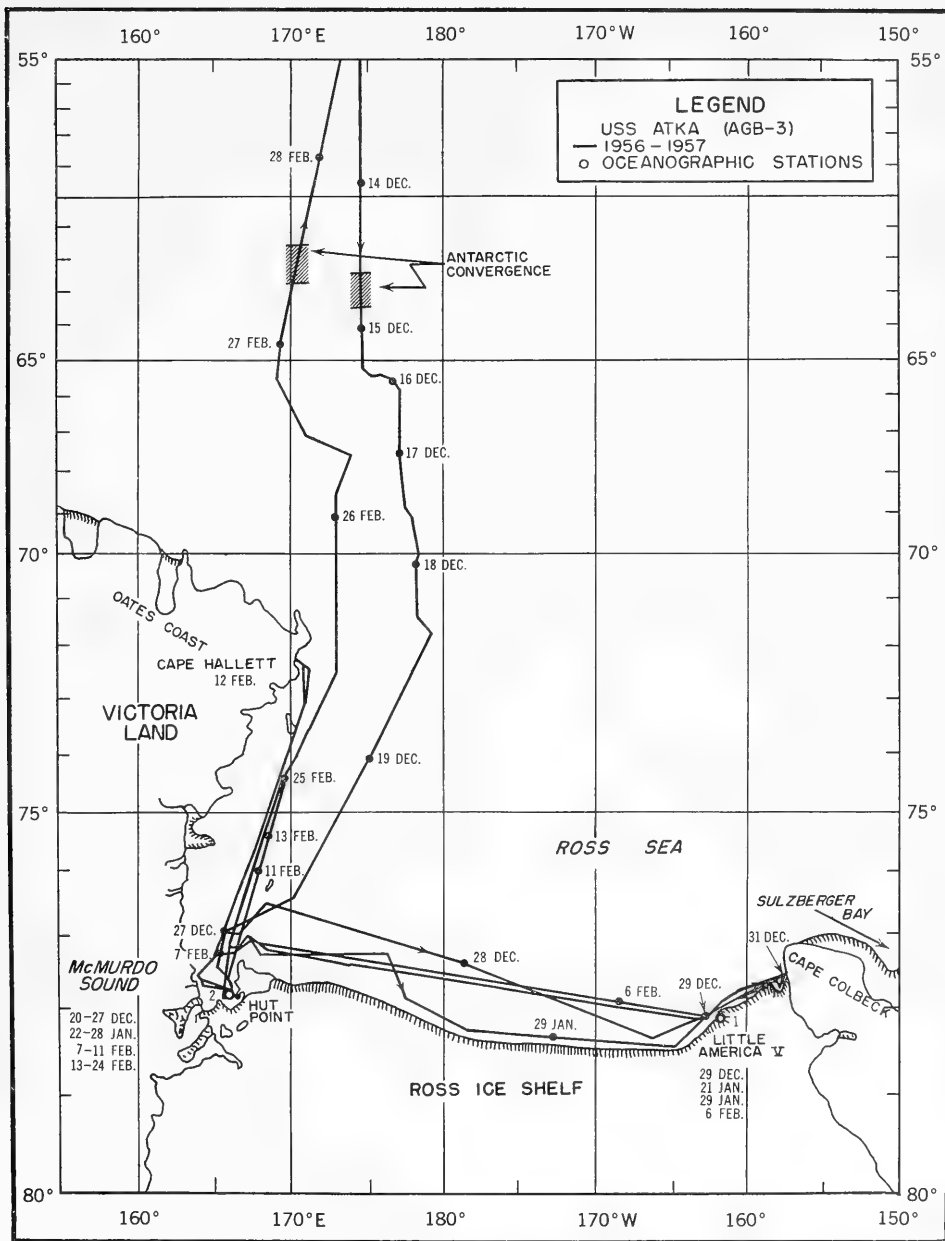 160° 170°E 180° 170°W 160° 150°
55° 55°
LEGEND
USS ATKA (AGB-3)
1956-1957
OCEANOGRAPHIC STATIONS
28 FEB.
14 DEC.
ANTARCTIC
CONVERGENCE
15 DEC.
27 FEB.
65° 65°
16 DEC.
17 DEC.
26 FEB.
70° 70°
18 DEC.
OATES COAST
CAPE HALLETT
12 FEB.
VICTORIA
LAND
19 DEC.
25 FEB.
75° 75°
13 FEB.
ROSS SEA
11 FEB.
SULZBERGER
BAY
27 DEC.
31 DEC.
7 FEB.
28 DEC.
CAPE COLBECK
McMURDO
SOUND
29 DEC.
6 FEB.
2
HUT
POINT
1
20-27 DEC.
22-28 JAN.
7-11 FEB.
13-24 FEB.
29 JAN.
LITTLE
AMERICA V
ROSS ICE SHELF
29 DEC.
21 JAN.
29 JAN.
6 FEB.
80° 80°
160° 170°E 180° 170°W 160° 150°